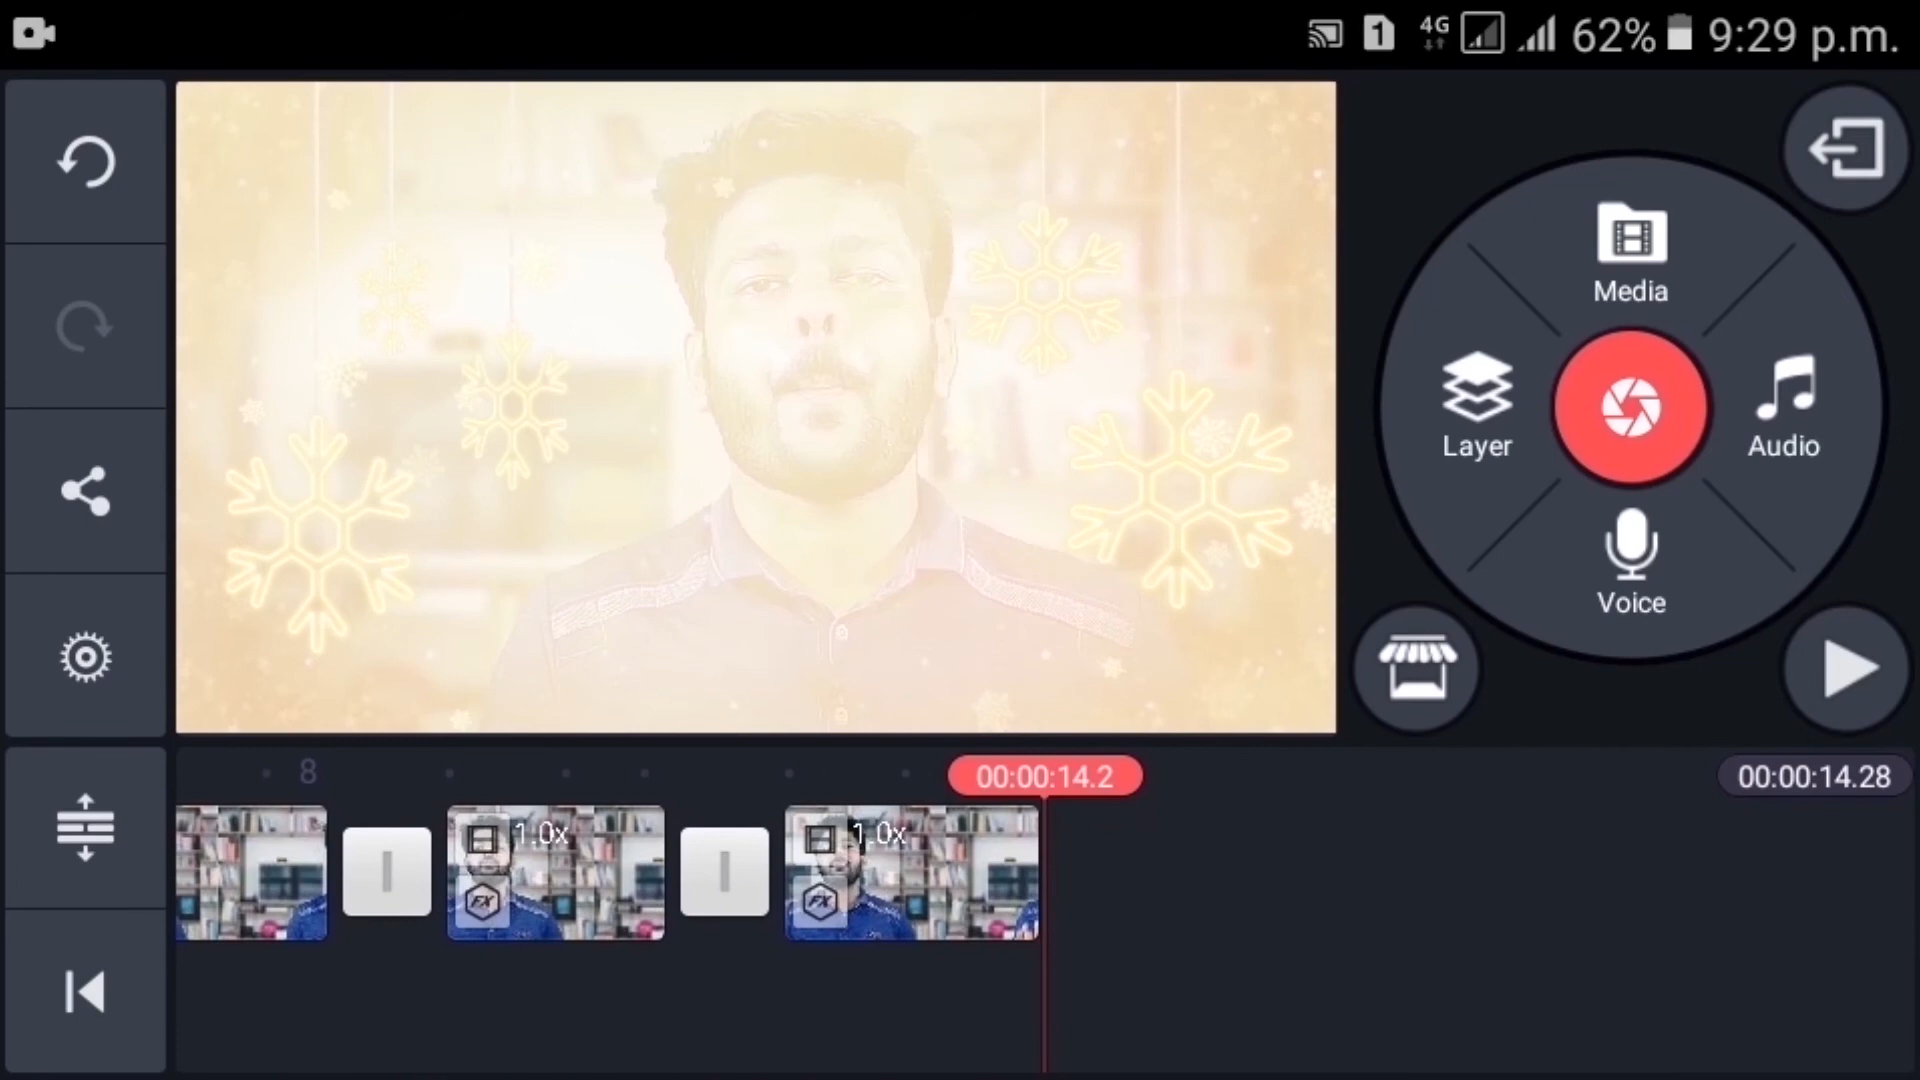 1 4G 62% 9:29 p.m.
Media
Layer
Audio
Voice
8
00:00:14.2
00:00:14.28
1.0x
1.0x
FX
FX